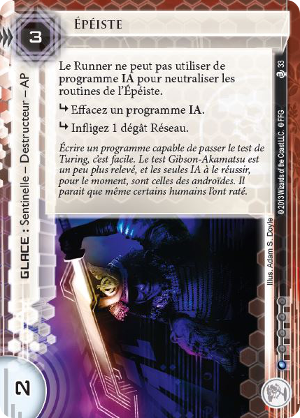 3
ÉPÉISTE
Le Runner ne peut pas utiliser de
programme IA pour neutraliser les
routines de l'Épéiste.
Effacez un programme IA.
Infligez 1 dégât Réseau.
Écrire un programme capable de passer le test de
Turing, c'est facile. Le test Gibson-Akamatsu est
un peu plus relevé, et les seules IA à le réussir,
pour le moment, sont celles des androïdes. Il
parait que même certains humains l'ont raté.
GLACE : Sentinelle – Destructeur – AP
33
©2013 Wizards of the Coast LLC. © FFG
Illus. Adam S. Doyle
2